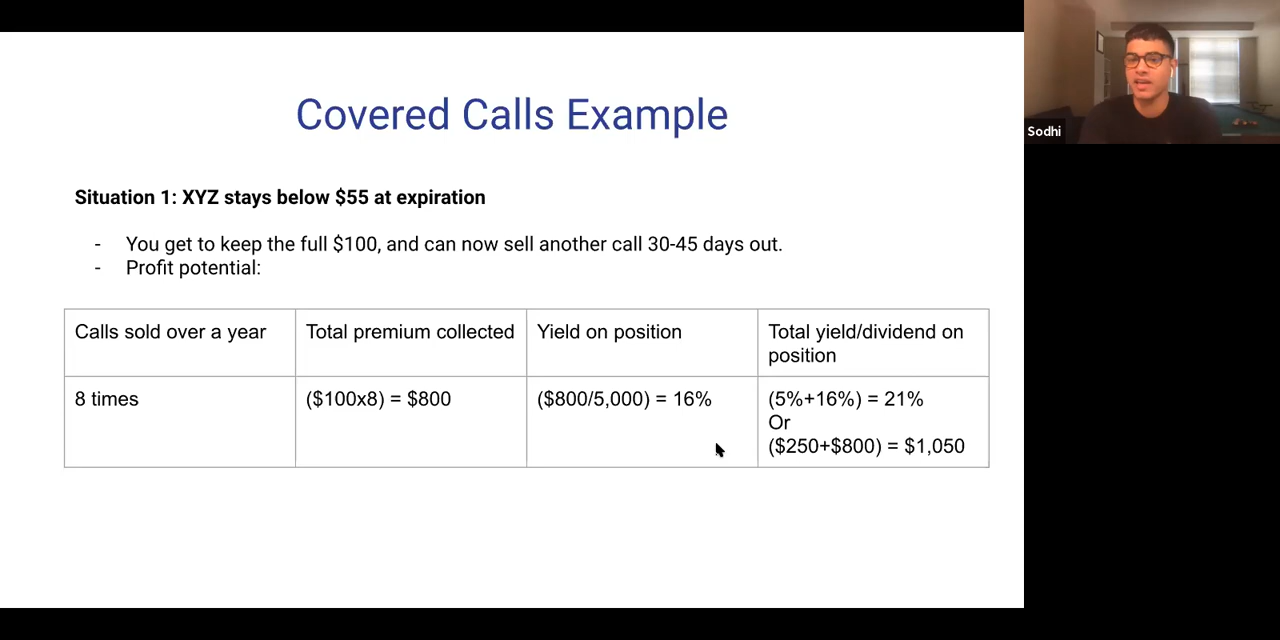 Covered Calls Example
Situation 1: XYZ stays below $55 at expiration
- You get to keep the full $100, and can now sell another call 30-45 days out.
- Profit potential:
Calls sold over a year
Total premium collected
Yield on position
Total yield/dividend on
position
8 times
($100x8) = $800
($800/5,000) = 16%
(5%+16%) = 21%
Or
($250+$800) = $1,050
Sodhi